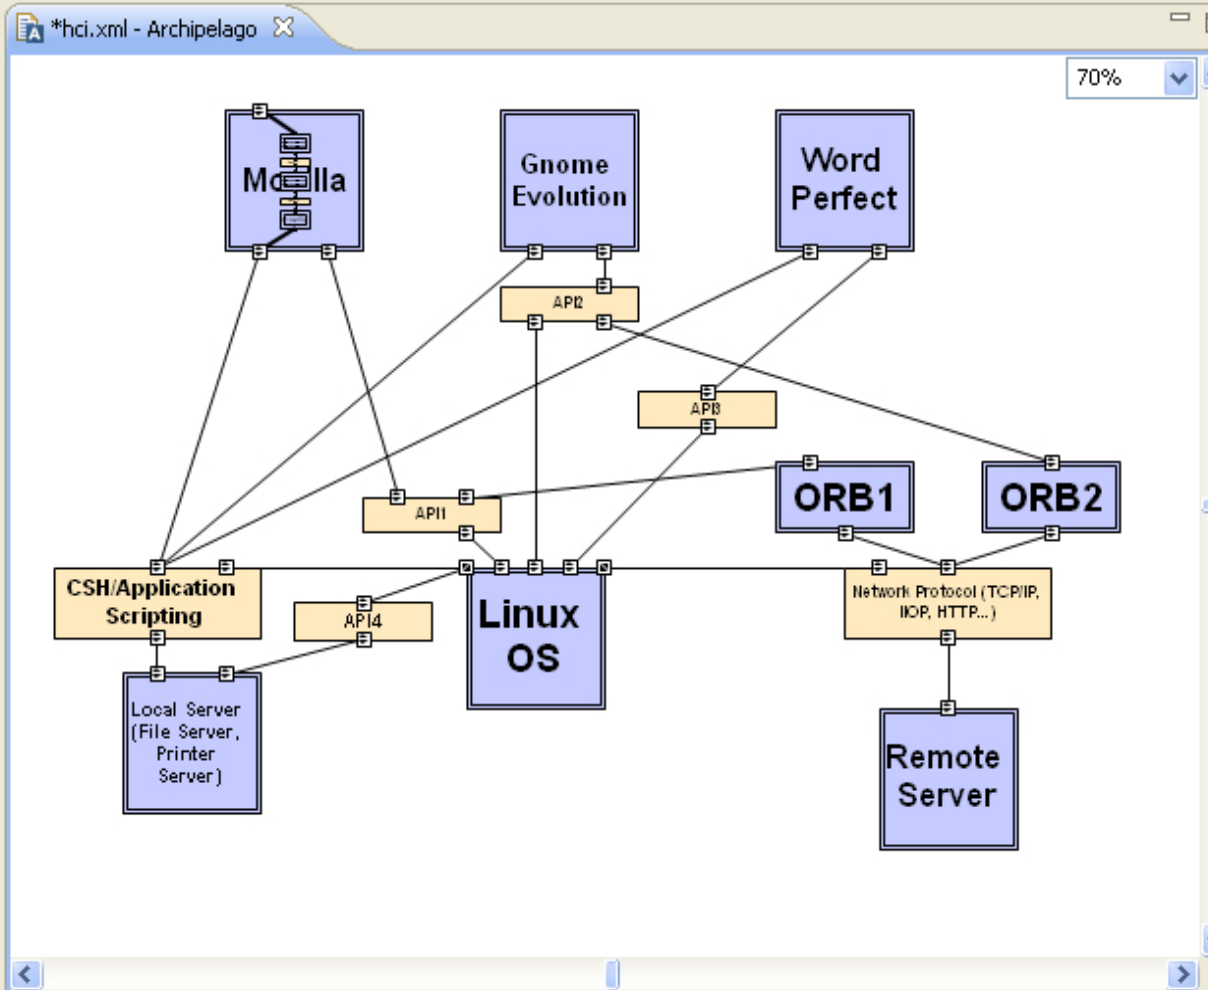 *hci.xml - Archipelago
70%
Mozilla
Gnome
Evolution
Word
Perfect
API2
API3
API1
ORB1
ORB2
CSH/Application
Scripting
API4
Linux
OS
Network Protocol (TCP/IP,
IIOP, HTTP...)
Local Server
(File Server,
Printer
Server)
Remote
Server